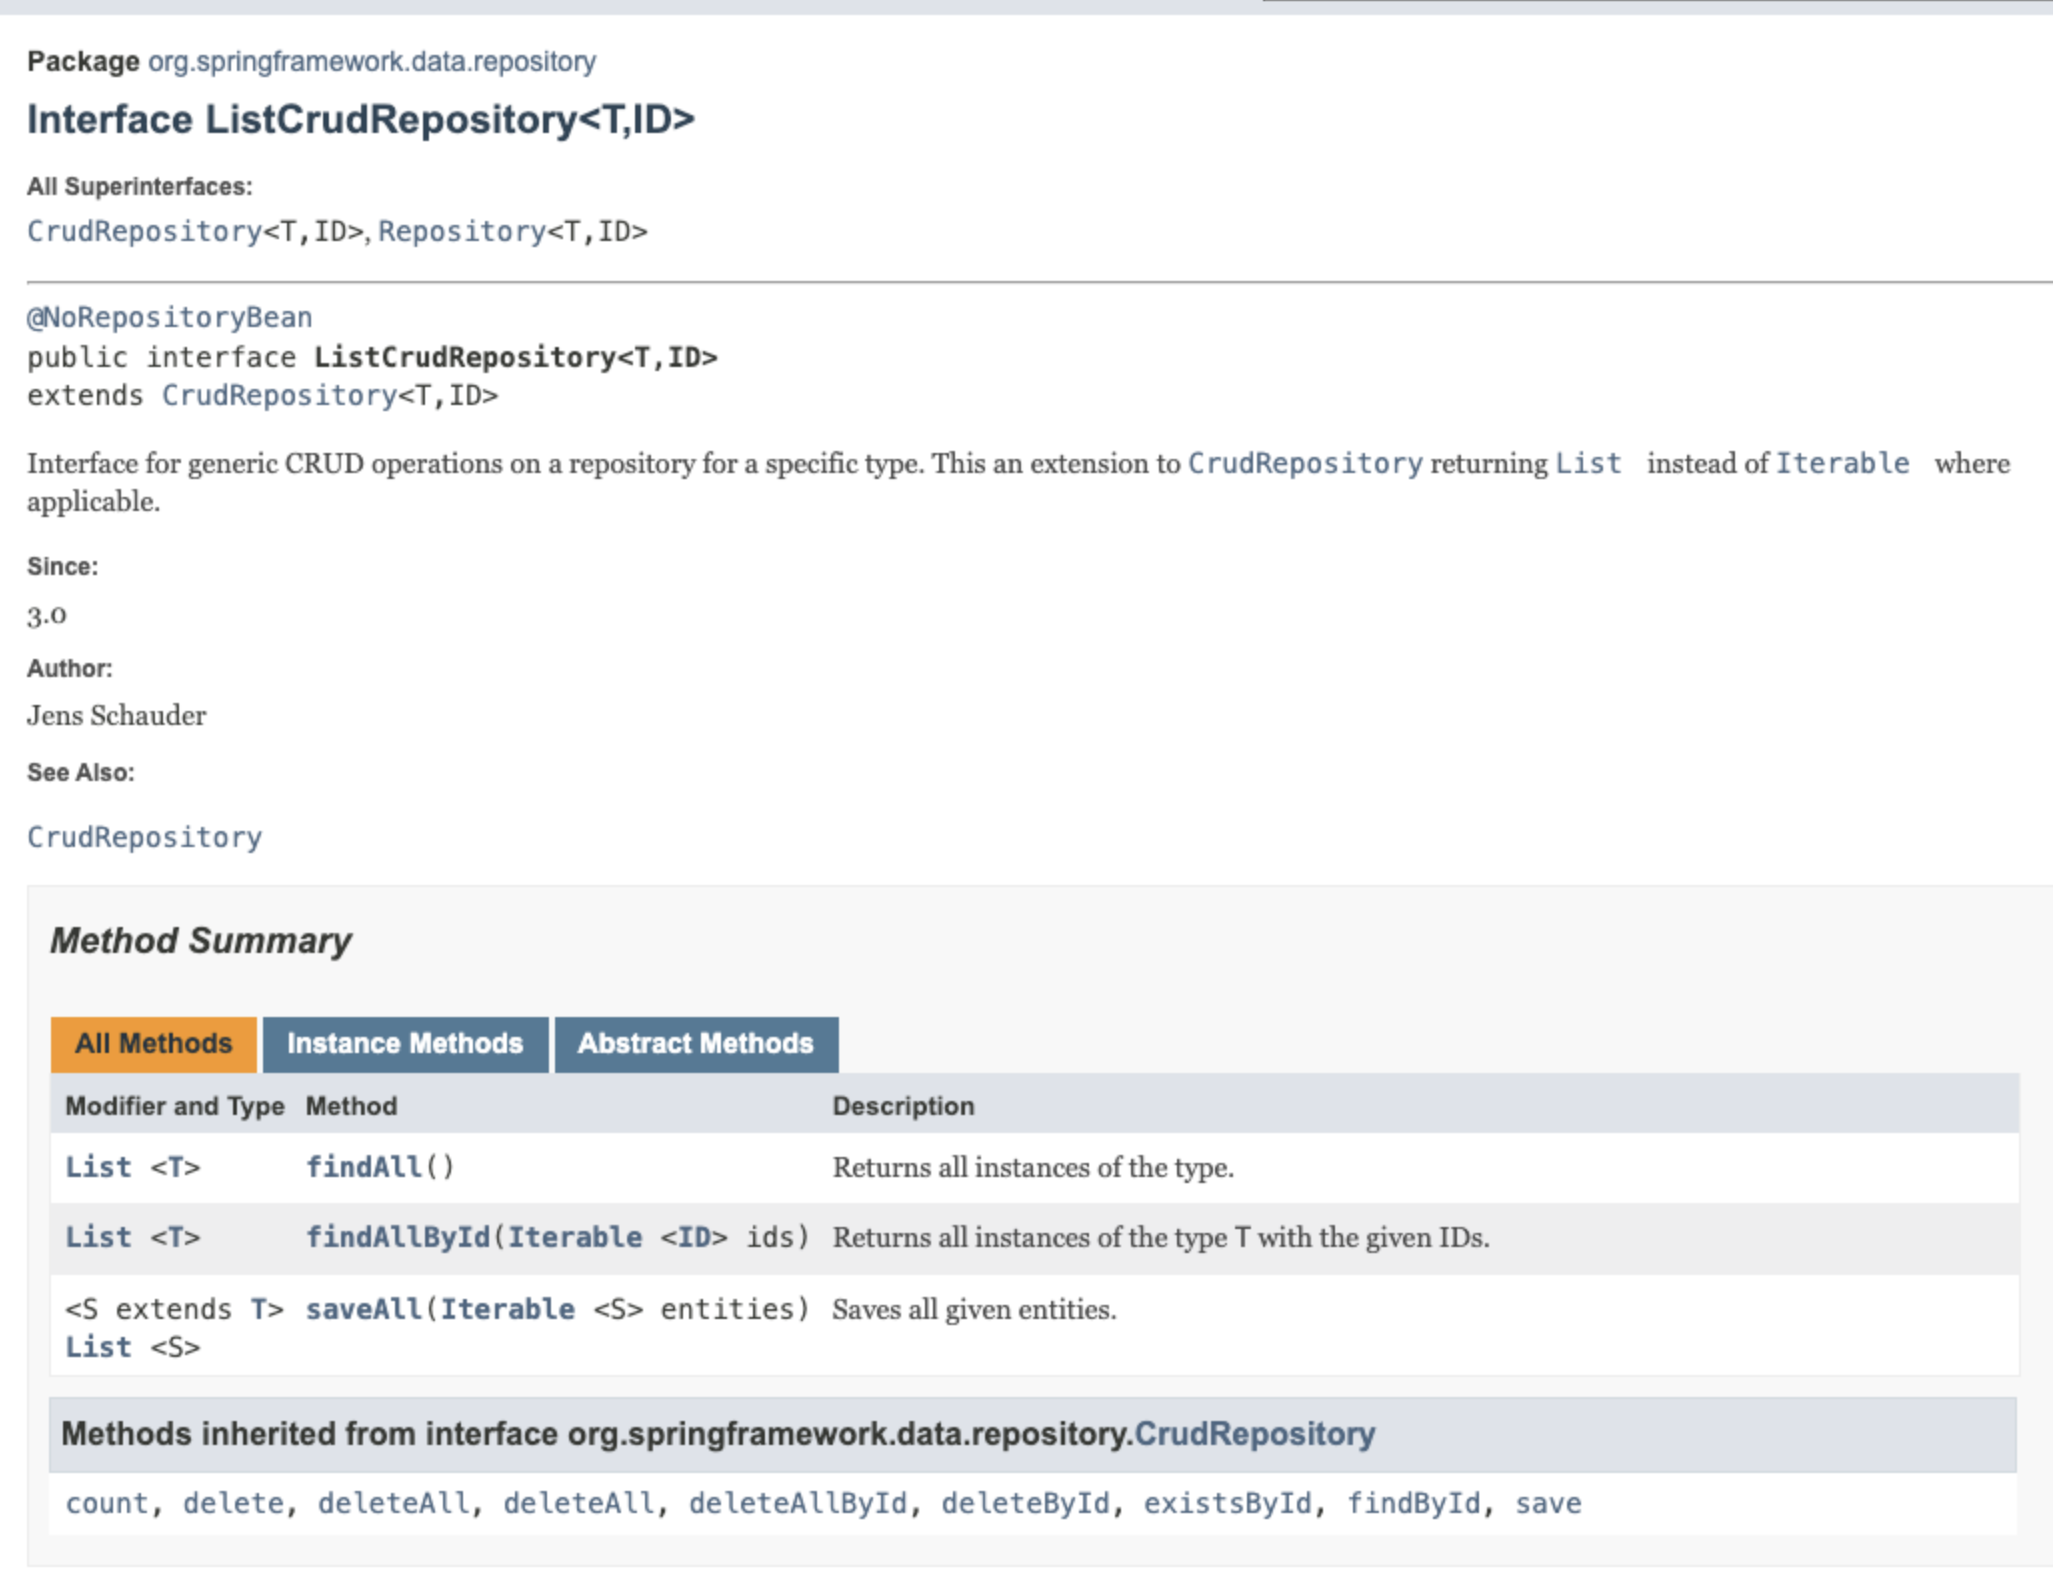 Package org.springframework.data.repository
Interface ListCrudRepository<T,ID>
All Superinterfaces:
CrudRepository<T,ID>, Repository<T,ID>
@NoRepositoryBean
public interface ListCrudRepository<T,ID>
extends CrudRepository<T,ID>
Interface for generic CRUD operations on a repository for a specific type. This an extension to CrudRepository returning List instead of Iterable where
applicable.
Since:
3.0
Author:
Jens Schauder
See Also:
CrudRepository
Method Summary
All Methods Instance Methods Abstract Methods
Modifier and Type Method Description
List <T> findAll() Returns all instances of the type.
List <T> findAllById(Iterable <ID> ids) Returns all instances of the type T with the given IDs.
<S extends T> saveAll(Iterable <S> entities) Saves all given entities.
List <S>
Methods inherited from interface org.springframework.data.repository.CrudRepository
count, delete, deleteAll, deleteAll, deleteAllById, deleteById, existsById, findById, save